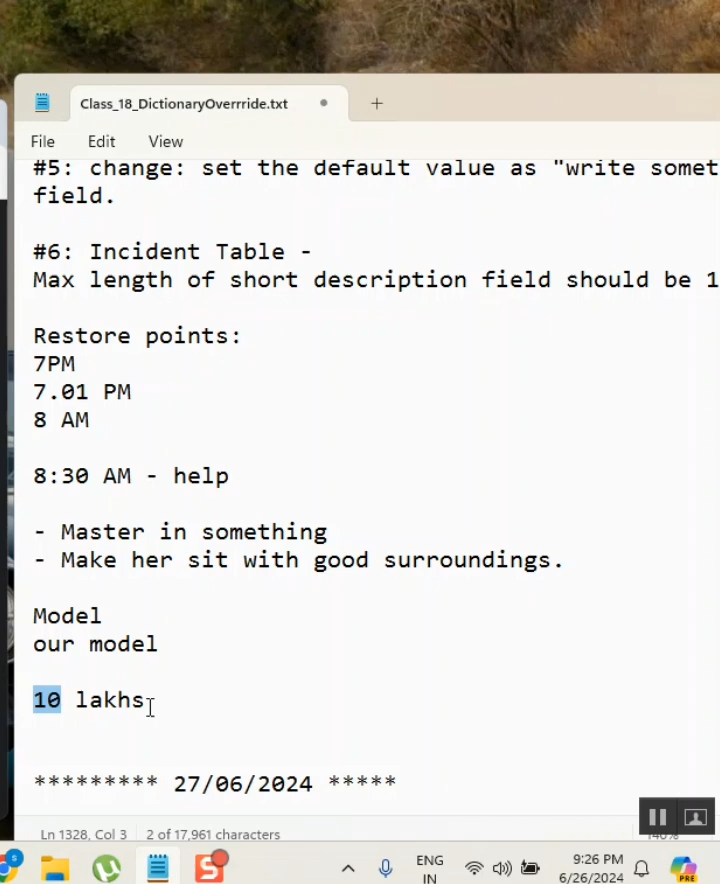 Class_18_DictionaryOverrride.txt
File Edit View
#5: change: set the default value as "write somet
field.
#6: Incident Table -
Max length of short description field should be 1
Restore points:
7PM
7.01 PM
8 AM
8:30 AM - help
- Master in something
- Make her sit with good surroundings.
Model
our model
10 lakhs
********* 27/06/2024 *****
Ln 1328, Col 3 2 of 17,961 characters
ENG
IN
9:26 PM
6/26/2024
PRE